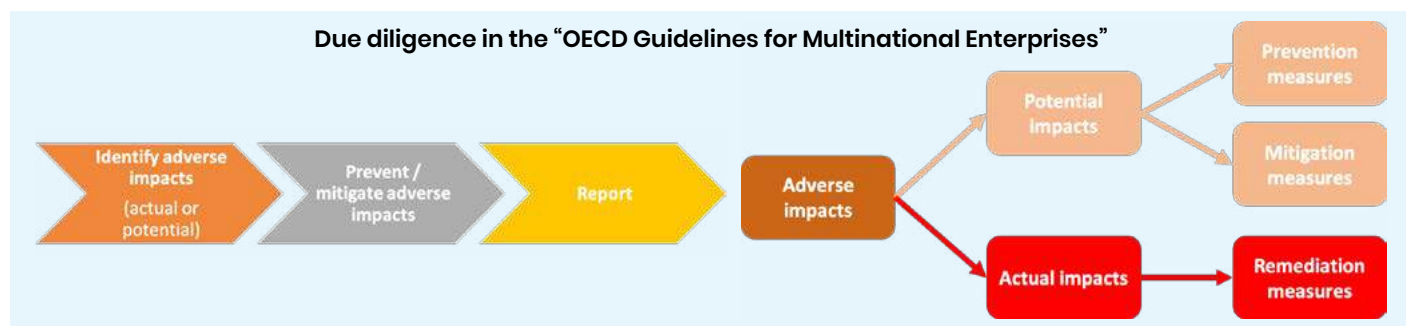 Due diligence in the “OECD Guidelines for Multinational Enterprises”
Identify adverse
impacts
(actual or
potential)
Prevent /
mitigate adverse
impacts
Report
Adverse
impacts
Potential
impacts
Prevention
measures
Mitigation
measures
Actual impacts
Remediation
measures